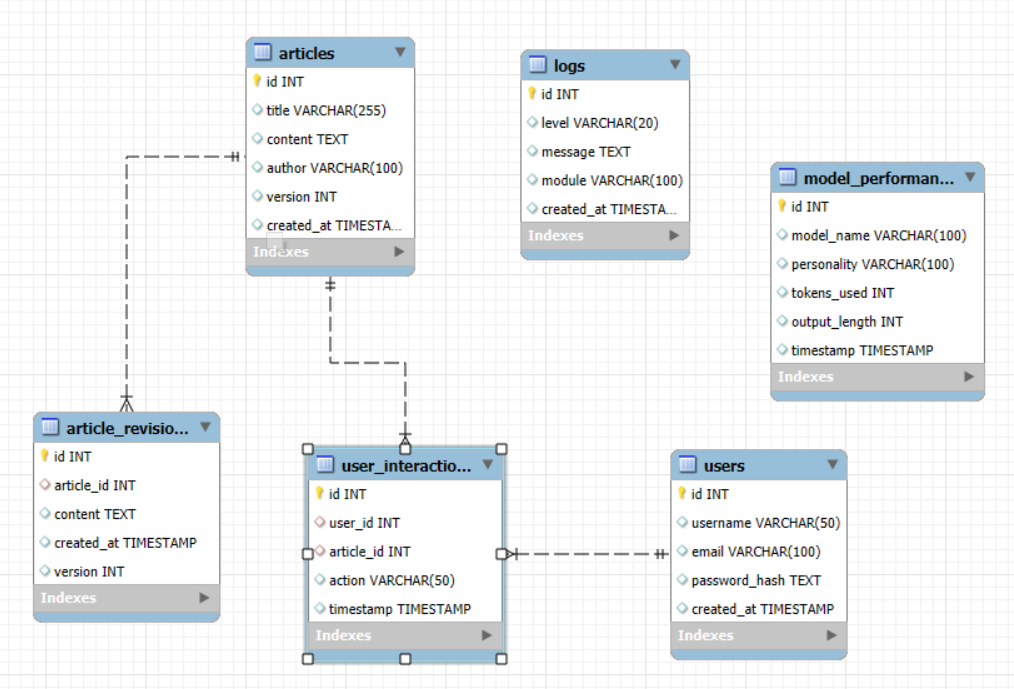 articles
id INT
title VARCHAR(255)
content TEXT
author VARCHAR(100)
version INT
created_at TIMESTA...
Indexes
logs
id INT
level VARCHAR(20)
message TEXT
module VARCHAR(100)
created_at TIMESTA...
Indexes
model_performan...
id INT
model_name VARCHAR(100)
personality VARCHAR(100)
tokens_used INT
output_length INT
timestamp TIMESTAMP
Indexes
article_revisio...
id INT
article_id INT
content TEXT
created_at TIMESTAMP
version INT
Indexes
user_interactio...
id INT
user_id INT
article_id INT
action VARCHAR(50)
timestamp TIMESTAMP
Indexes
users
id INT
username VARCHAR(50)
email VARCHAR(100)
password_hash TEXT
created_at TIMESTAMP
Indexes